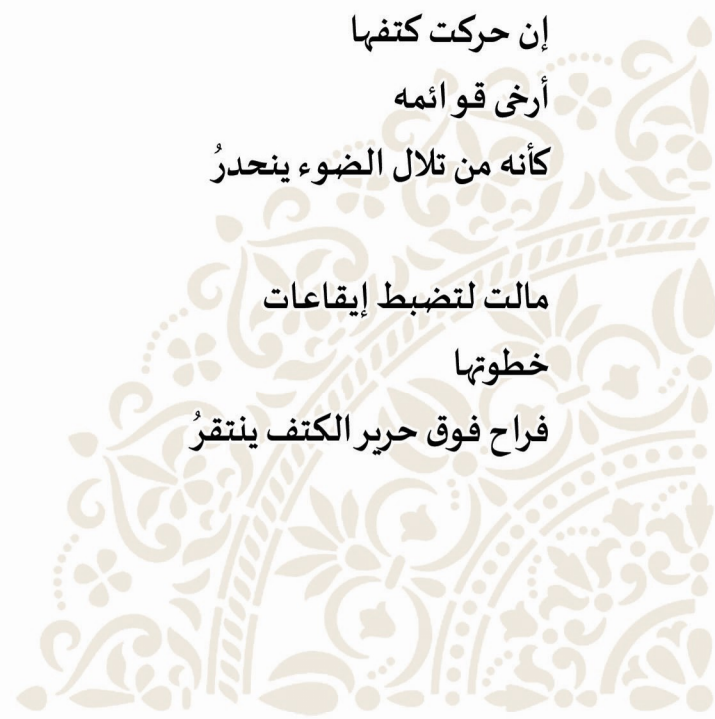 إن حركت كتفها
أرخى قوائمه
كأنه من تلال الضوء ينحدرُ
مالت لتضبط إيقاعات
خطوتها
فراح فوق حرير الكتف ينتقرُ